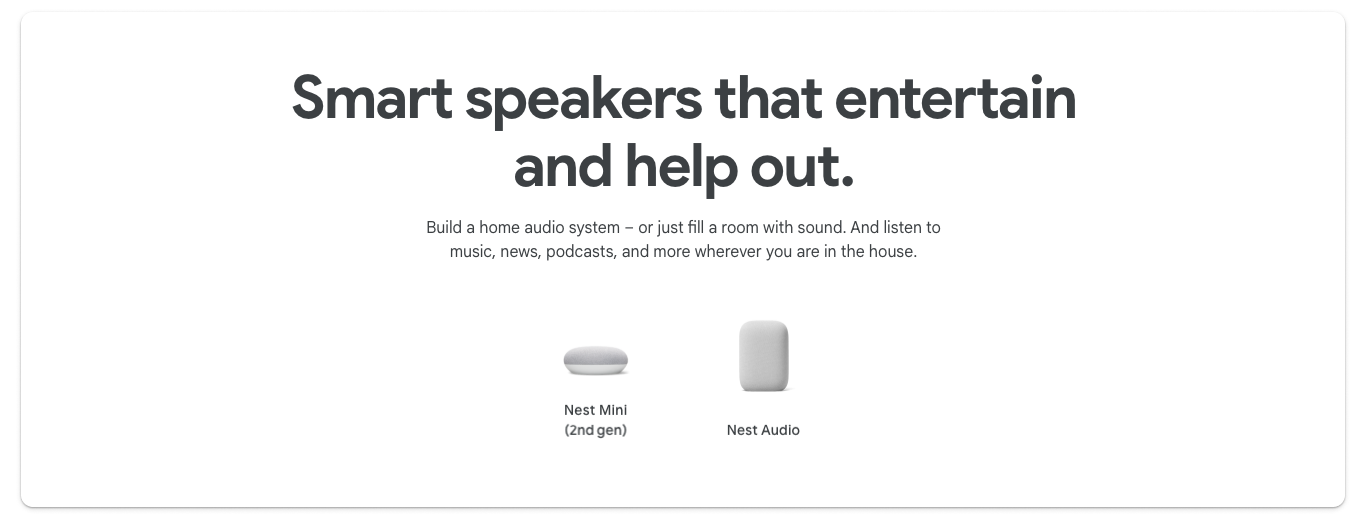 Smart speakers that entertain
and help out.
Build a home audio system – or just fill a room with sound. And listen to
music, news, podcasts, and more wherever you are in the house.
Nest Mini
(2nd gen)
Nest Audio